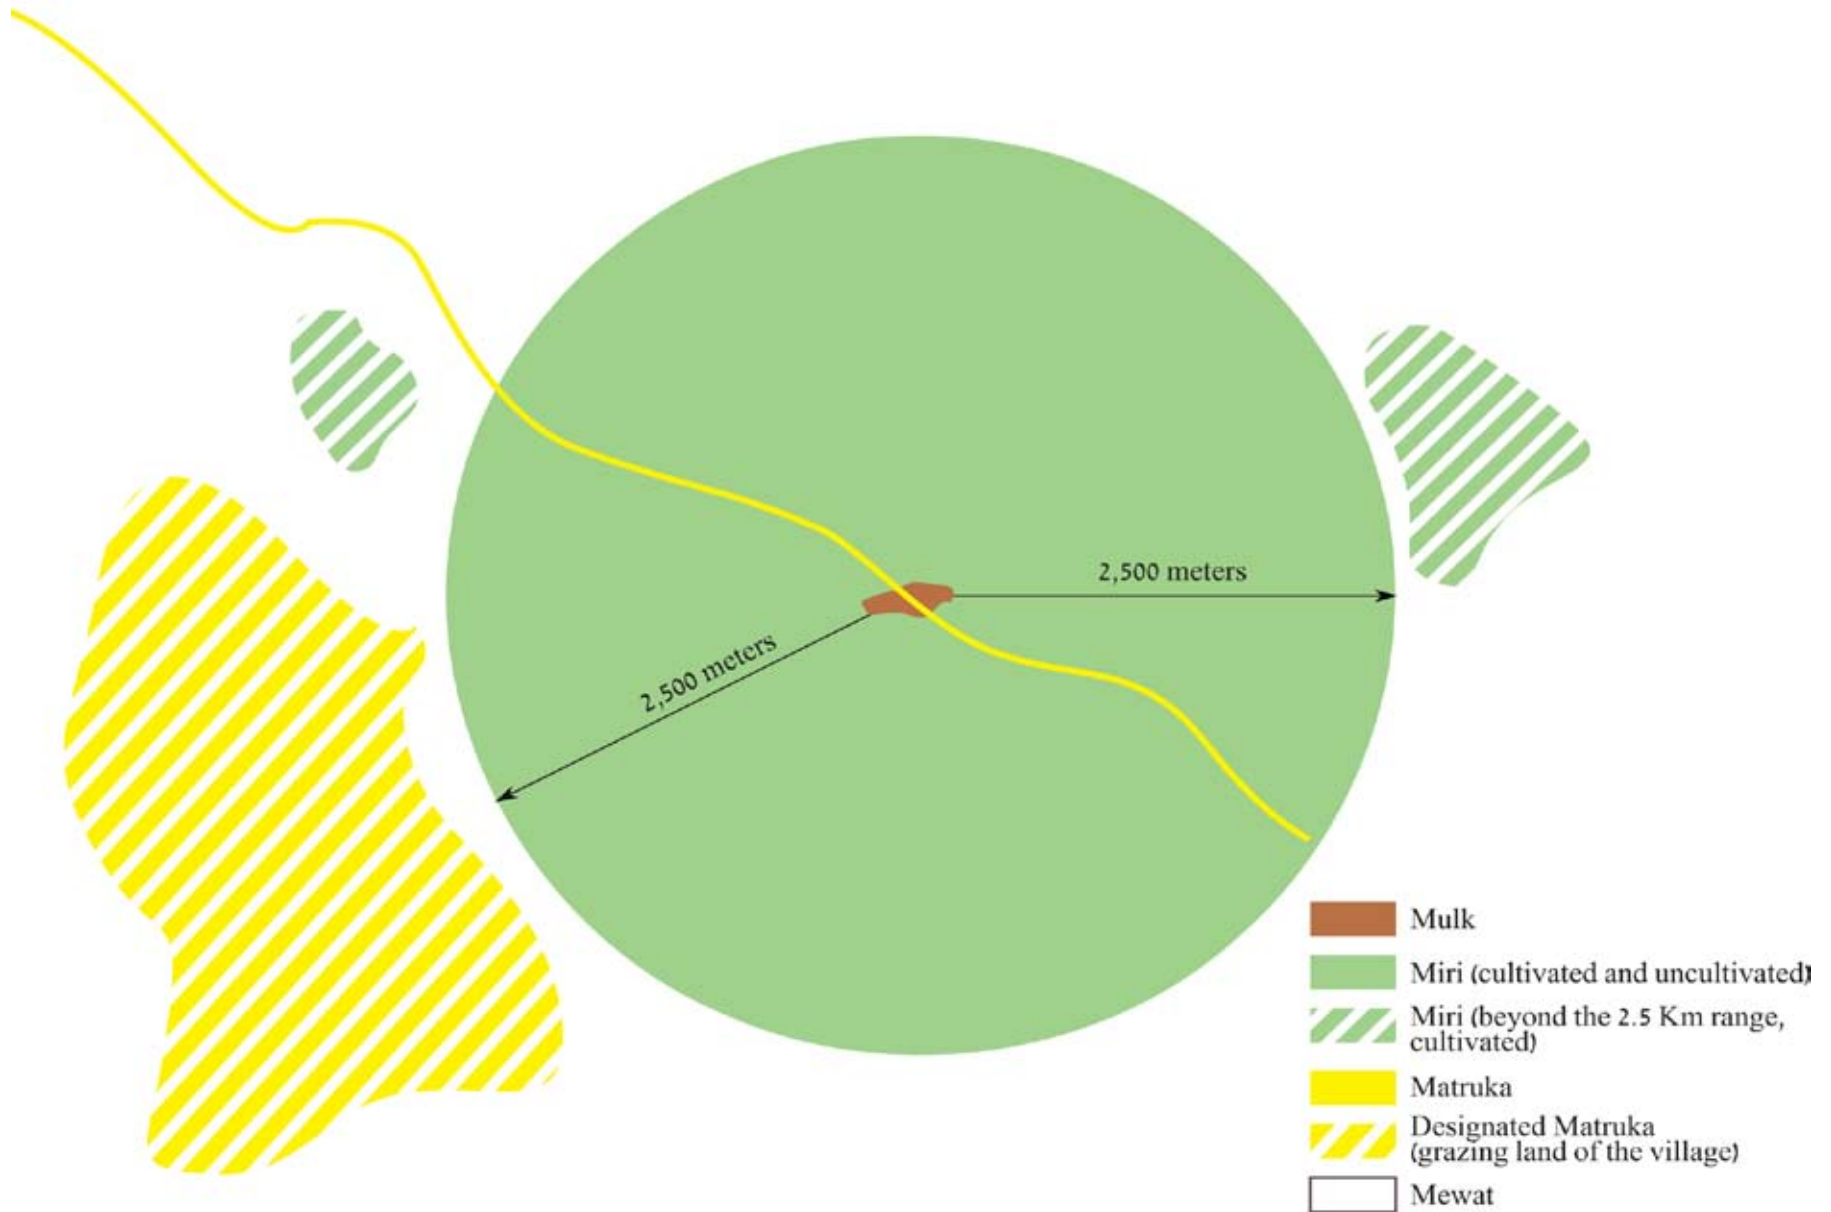 2,500 meters
2,500 meters
Mulk
Miri (cultivated and uncultivated)
Miri (beyond the 2.5 Km range,
cultivated)
Matruka
Designated Matruka
(grazing land of the village)
Mewat